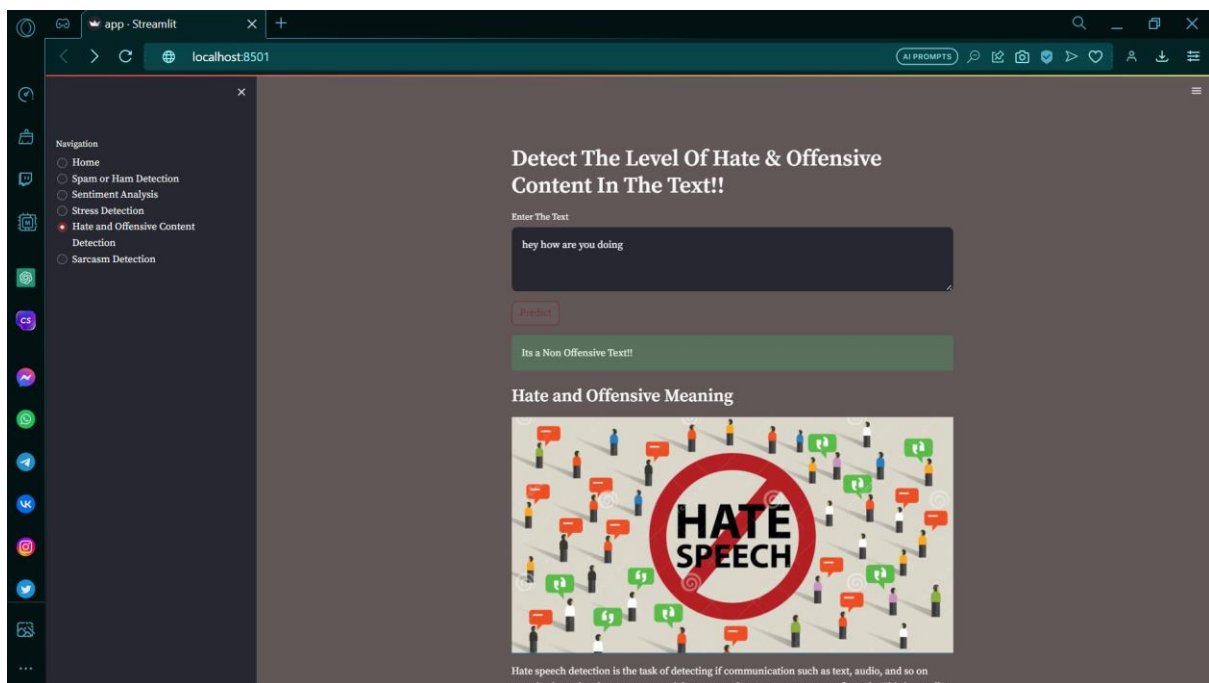 app · Streamlit
localhost:8501
AI PROMPTS
Navigation
Home
Spam or Ham Detection
Sentiment Analysis
Stress Detection
Hate and Offensive Content
Detection
Sarcasm Detection
Detect The Level Of Hate & Offensive
Content In The Text!!
Enter The Text
hey how are you doing
Predict
Its a Non Offensive Text!!
Hate and Offensive Meaning
HATE
SPEECH
Hate speech detection is the task of detecting if communication such as text, audio, and so on